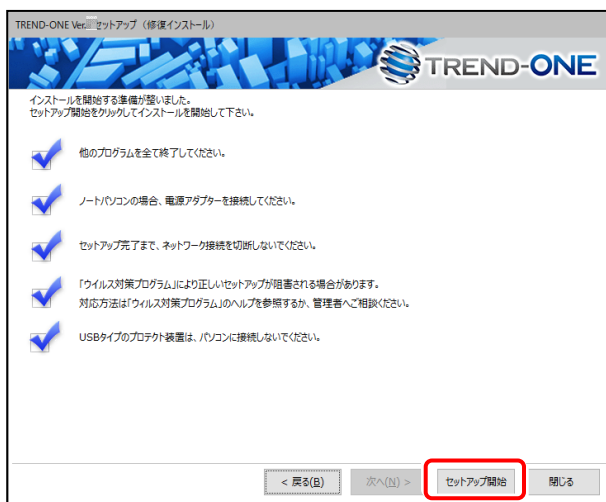 TREND-ONE Ver. セットアップ（修復インストール）
TREND-ONE
インストールを開始する準備が整いました。
セットアップ開始をクリックしてインストールを開始して下さい。
他のプログラムを全て終了してください。
ノートパソコンの場合、電源アダプターを接続してください。
セットアップ完了まで、ネットワーク接続を切断しないでください。
「ウイルス対策プログラム」により正しいセットアップが阻害される場合があります。
対応方法は「ウィルス対策プログラム」のヘルプを参照するか、管理者へご相談ください。
USBタイプのプロテクト装置は、パソコンに接続しないでください。
< 戻る(B) 次へ(N) > セットアップ開始 閉じる